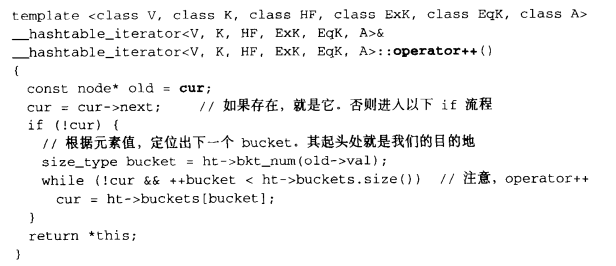 template <class V, class K, class HF, class ExK, class EqK, class A>
__hashtable_iterator<V, K, HF, ExK, EqK, A>&
__hashtable_iterator<V, K, HF, ExK, EqK, A>::operator++()
{
  const node* old = cur;
  cur = cur->next;     // 如果存在，就是它。否则进入以下 if 流程
  if (!cur) {
    // 根据元素值，定位出下一个 bucket。其起头处就是我们的目的地
    size_type bucket = ht->bkt_num(old->val);
    while (!cur && ++bucket < ht->buckets.size())  // 注意，operator++
      cur = ht->buckets[bucket];
  }
  return *this;
}